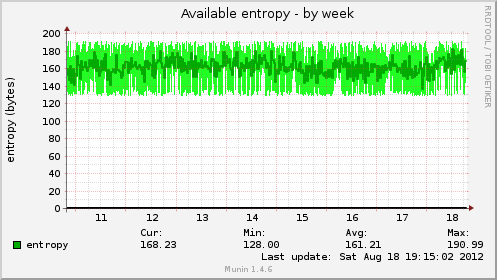 Available entropy - by week
RRDTOOL / TOBI OETIKER
entropy (bytes)
200
180
160
140
120
100
80
60
40
20
0
11 12 13 14 15 16 17 18
Cur: Min: Avg: Max:
entropy 168.23 128.00 161.21 190.99
Last update: Sat Aug 18 19:15:02 2012
Munin 1.4.6